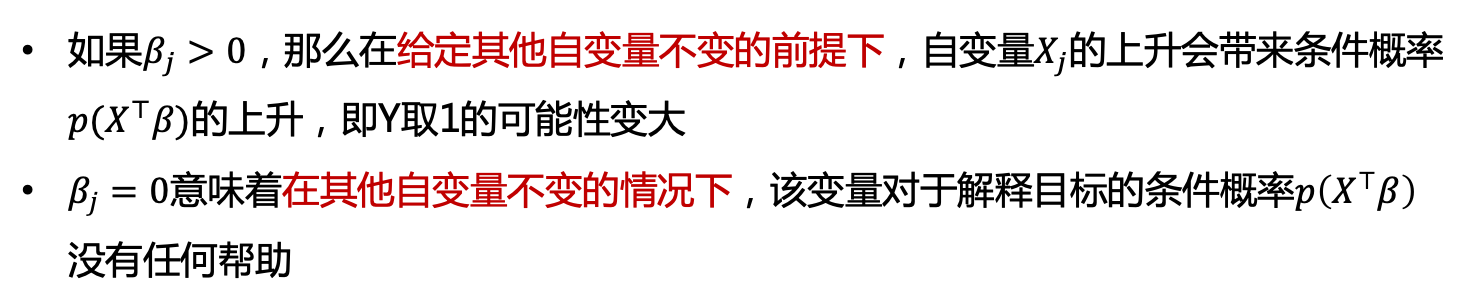 • 如果βⱼ > 0，那么在给定其他自变量不变的前提下，自变量Xⱼ的上升会带来条件概率
p(X⊤β)的上升，即Y取1的可能性变大
• βⱼ = 0意味着在其他自变量不变的情况下，该变量对于解释目标的条件概率p(X⊤β)
没有任何帮助